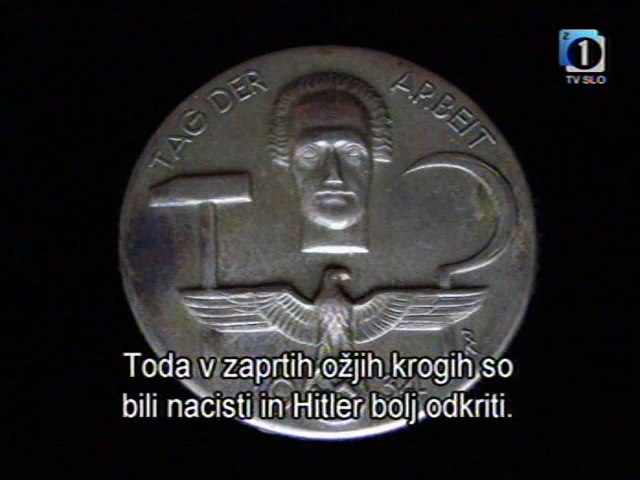 Z
1
TV SLO
TAG DER ARBEIT
Toda v zaprtih ožjih krogih so
bili nacisti in Hitler bolj odkriti.